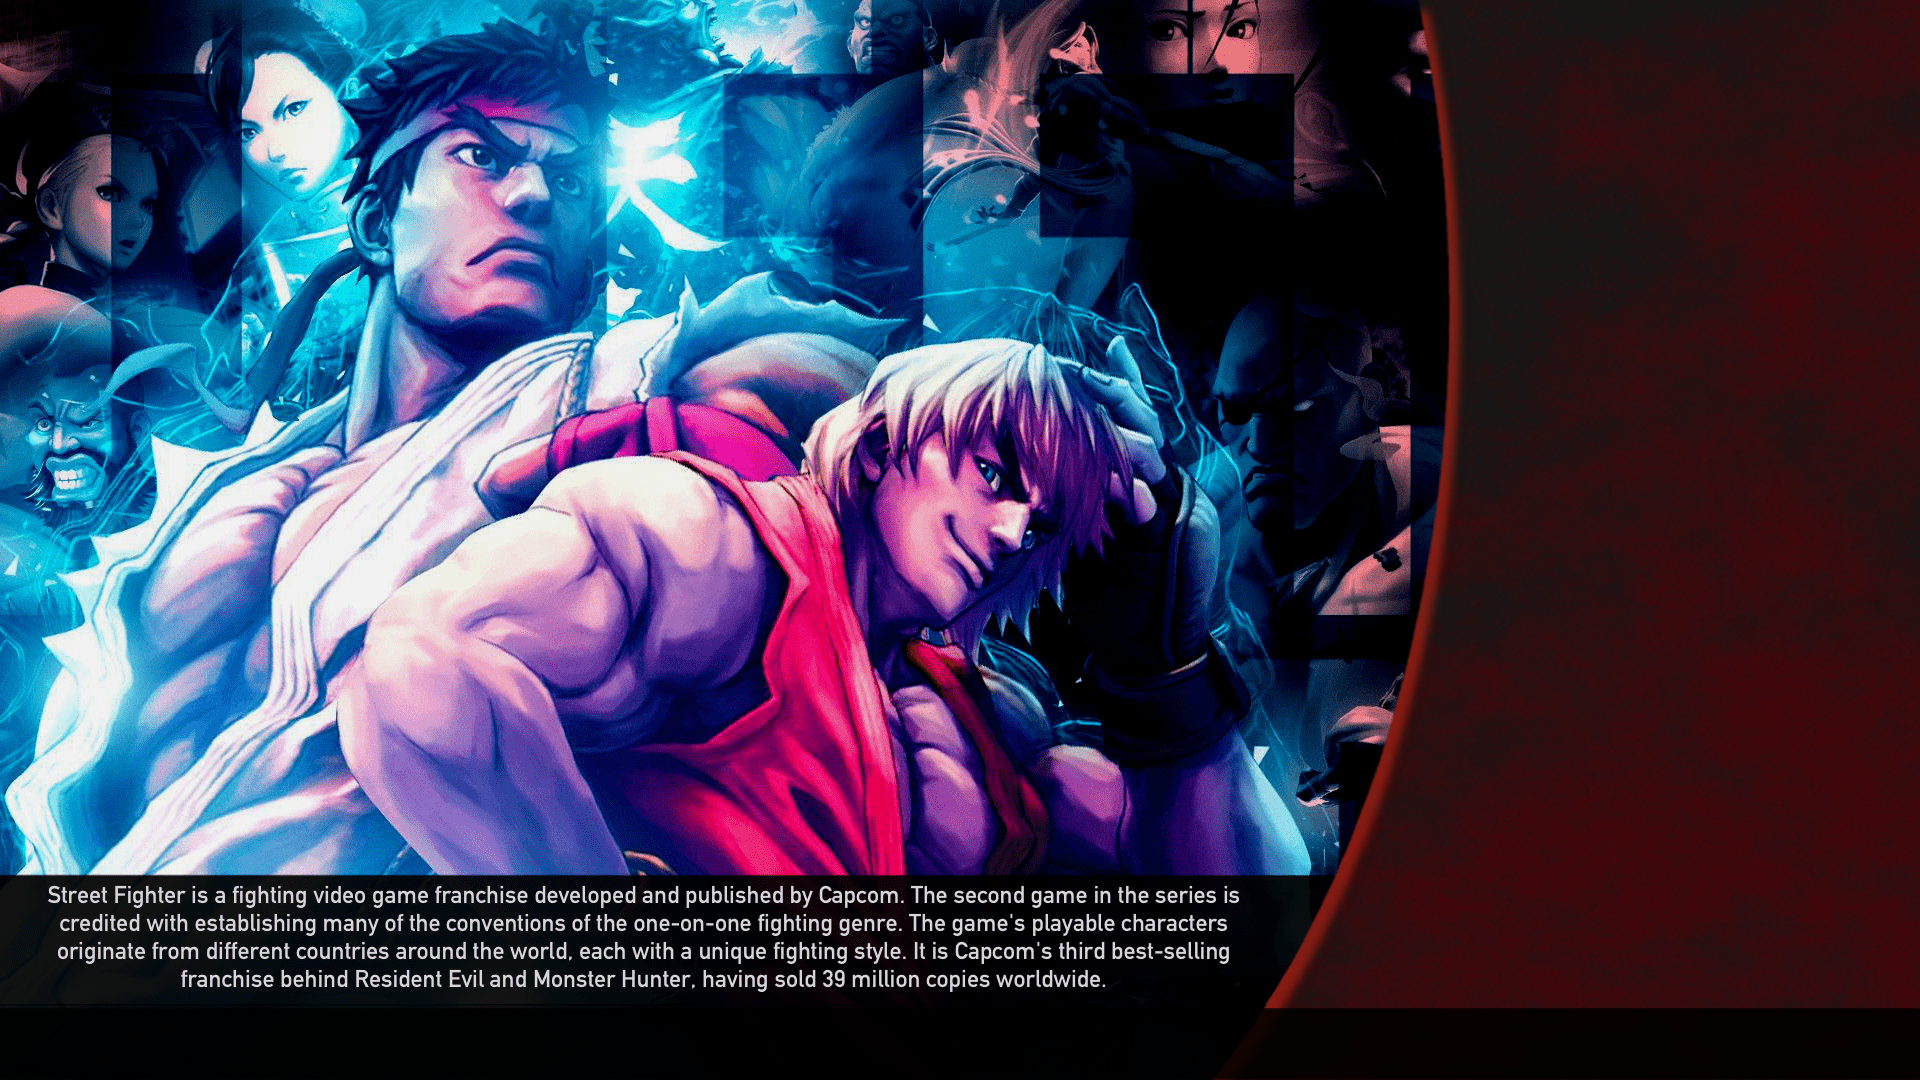 天
Street Fighter is a fighting video game franchise developed and published by Capcom. The second game in the series is
credited with establishing many of the conventions of the one-on-one fighting genre. The game's playable characters
originate from different countries around the world, each with a unique fighting style. It is Capcom's third best-selling
franchise behind Resident Evil and Monster Hunter, having sold 39 million copies worldwide.